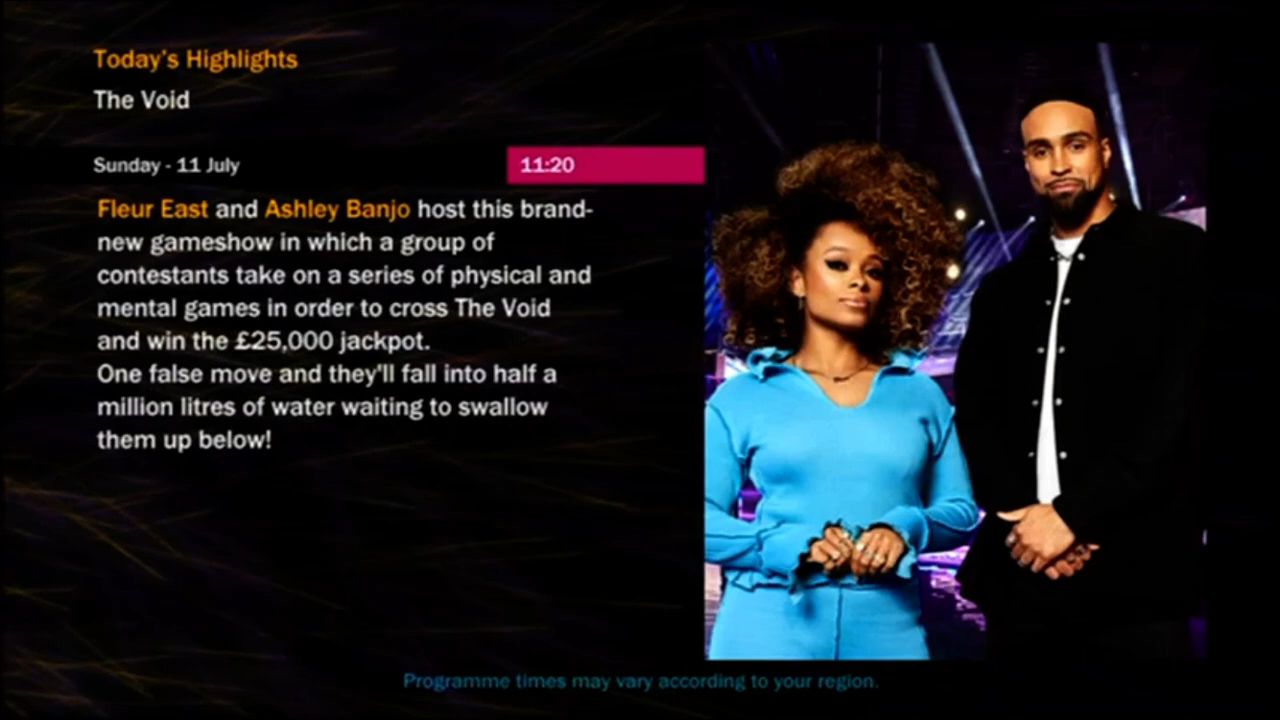 Today's Highlights
The Void
Sunday - 11 July
11:20
Fleur East and Ashley Banjo host this brand-
new gameshow in which a group of
contestants take on a series of physical and
mental games in order to cross The Void
and win the £25,000 jackpot.
One false move and they'll fall into half a
million litres of water waiting to swallow
them up below!
Programme times may vary according to your region.